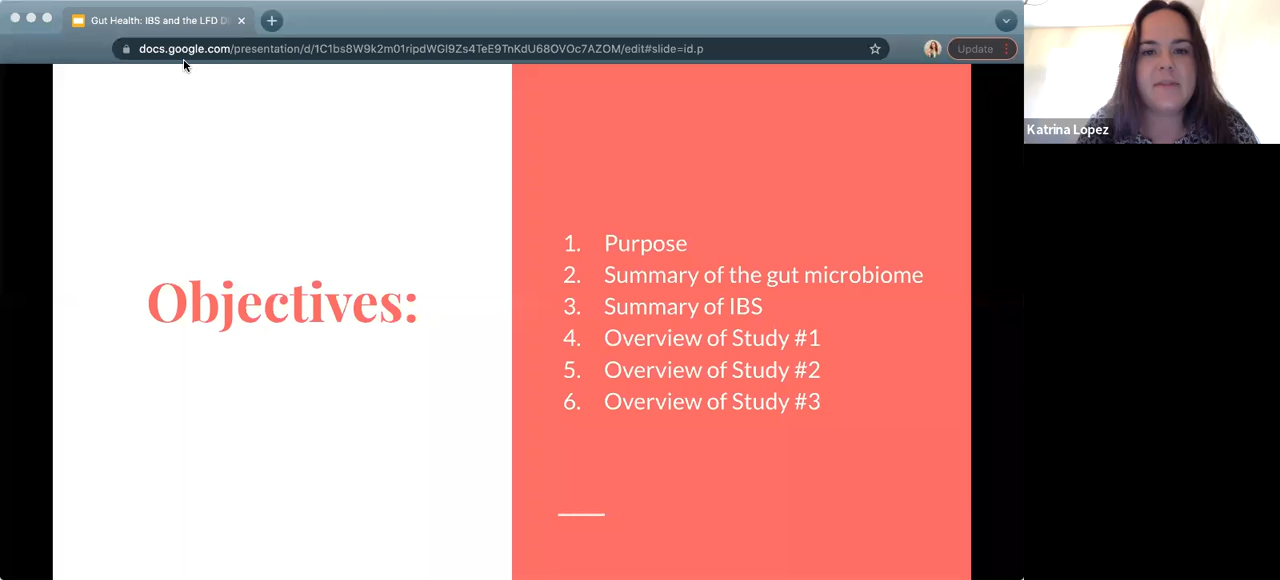 Gut Health: IBS and the LFD
docs.google.com/presentation/d/1C1bs8W9k2m01ripdWGl9Zs4TeE9TnKdU68OVOc7AZOM/edit#slide=id.p
Update
Katrina Lopez
Objectives:
1. Purpose
2. Summary of the gut microbiome
3. Summary of IBS
4. Overview of Study #1
5. Overview of Study #2
6. Overview of Study #3